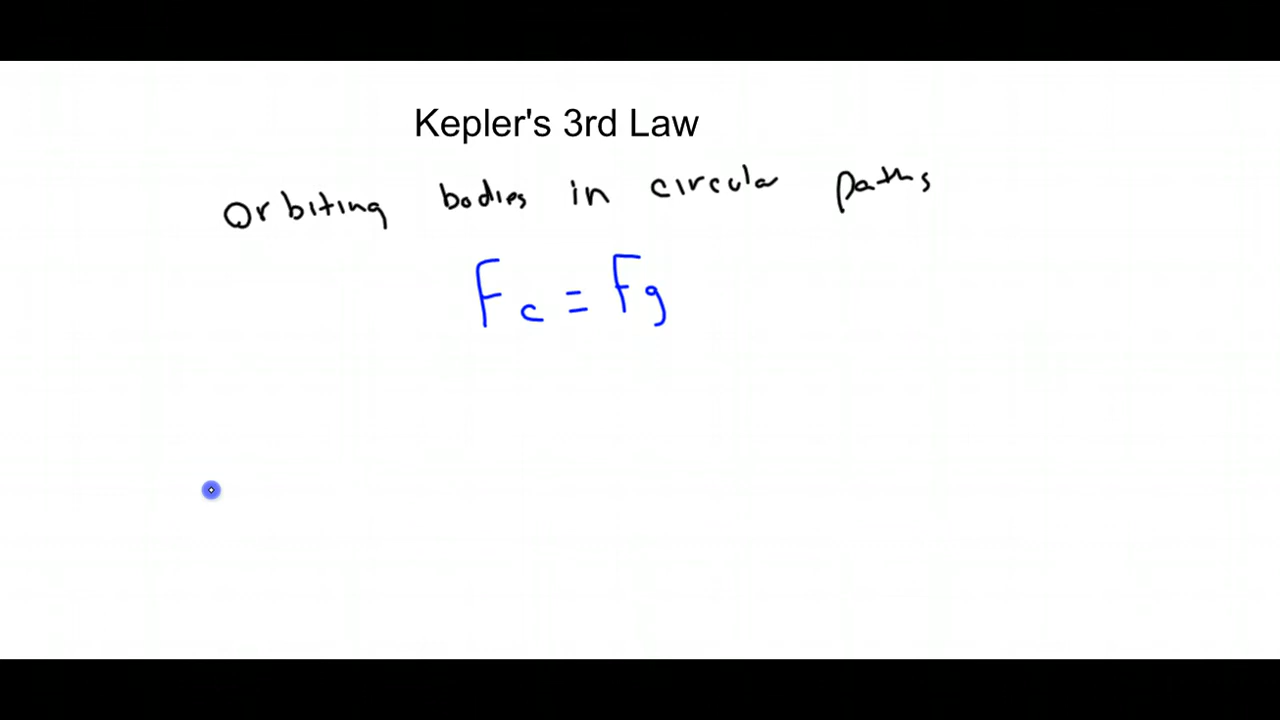 Kepler's 3rd Law
Orbiting bodies in circular paths
Fc = Fg